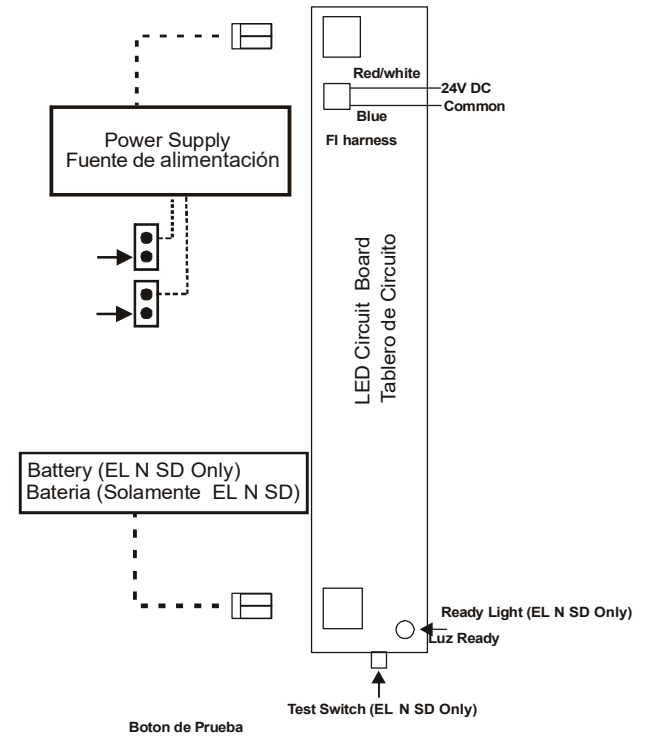 Red/white
24V DC
Common
Blue
FI harness
Power Supply
Fuente de alimentación
LED Circuit Board
Tablero de Circuito
Battery (EL N SD Only)
Bateria (Solamente EL N SD)
Ready Light (EL N SD Only)
Luz Ready
Test Switch (EL N SD Only)
Boton de Prueba